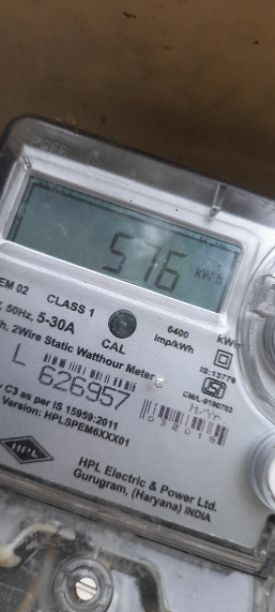 516 kWh
EM 02 CLASS 1
50Hz, 5-30A CAL 6400 imp/kWh
2Wire Static Watthour Meter IS:13779
L 626957
C3 as per IS 15959:2011
Version: HPLSPEM6XXX01
HPL
HPL Electric & Power Ltd.
Gurugram, (Haryana) INDIA